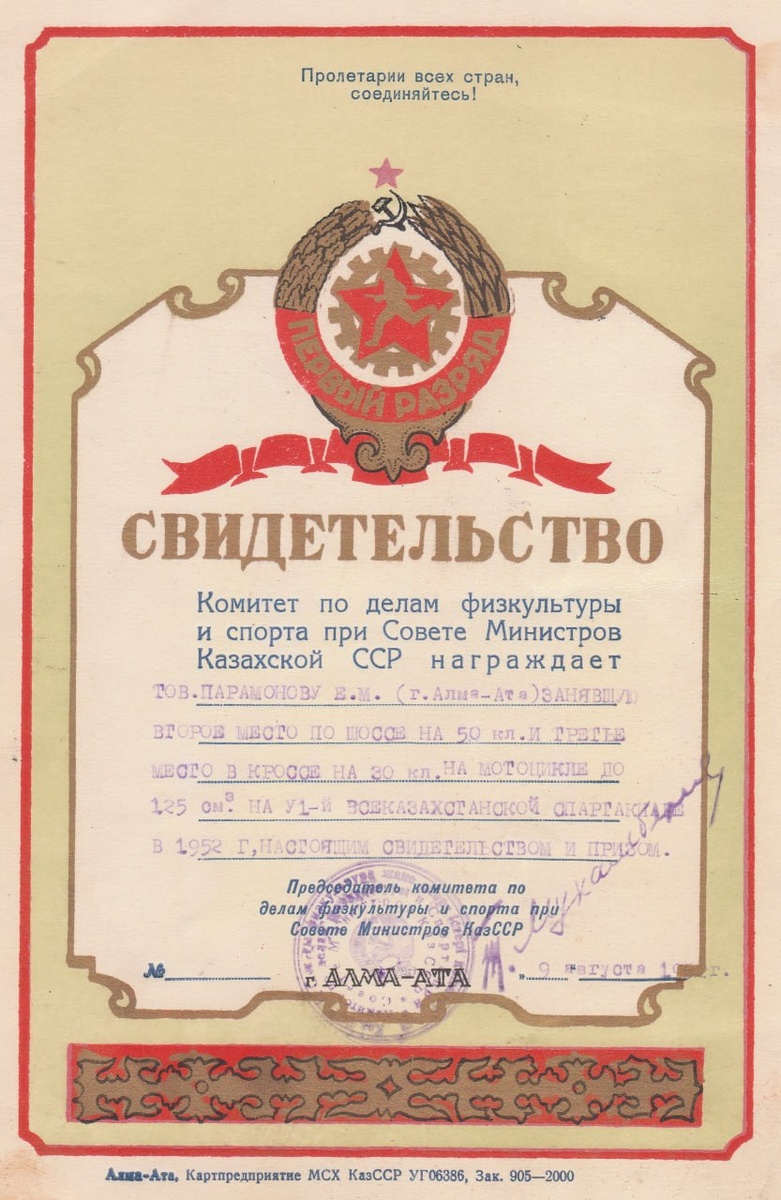 Пролетарии всех стран,
соединяйтесь!
ПЕРВЫЙ РАЗРЯД
СВИДЕТЕЛЬСТВО
Комитет по делам физкультуры
и спорта при Совете Министров
Казахской ССР награждает
ТОВ.ПАРАМОНОВУ Е.М. (г.Алма-Ата)ЗАНЯВШУЮ
ВТОРОЕ МЕСТО ПО ШОССЕ НА 50 кл.И ТРЕТЬЕ
МЕСТО В КРОССЕ НА 30 кл.НА МОТОЦИКЛЕ ДО
125 см³. НА У1-й ВСЕКАЗАХСТАНСКОЙ СПАРТАКИАДЕ
В 1952 Г,НАСТОЯЩИМ СВИДЕТЕЛЬСТВОМ И ПРИЗОМ.
Председатель комитета по
делам физкультуры и спорта при
Совете Министров КазССР
№ г. АЛМА-АТА „ 9 " августа г.
Алма-Ата, Картпредприятие МСХ КазССР УГ06386, Зак. 905—2000